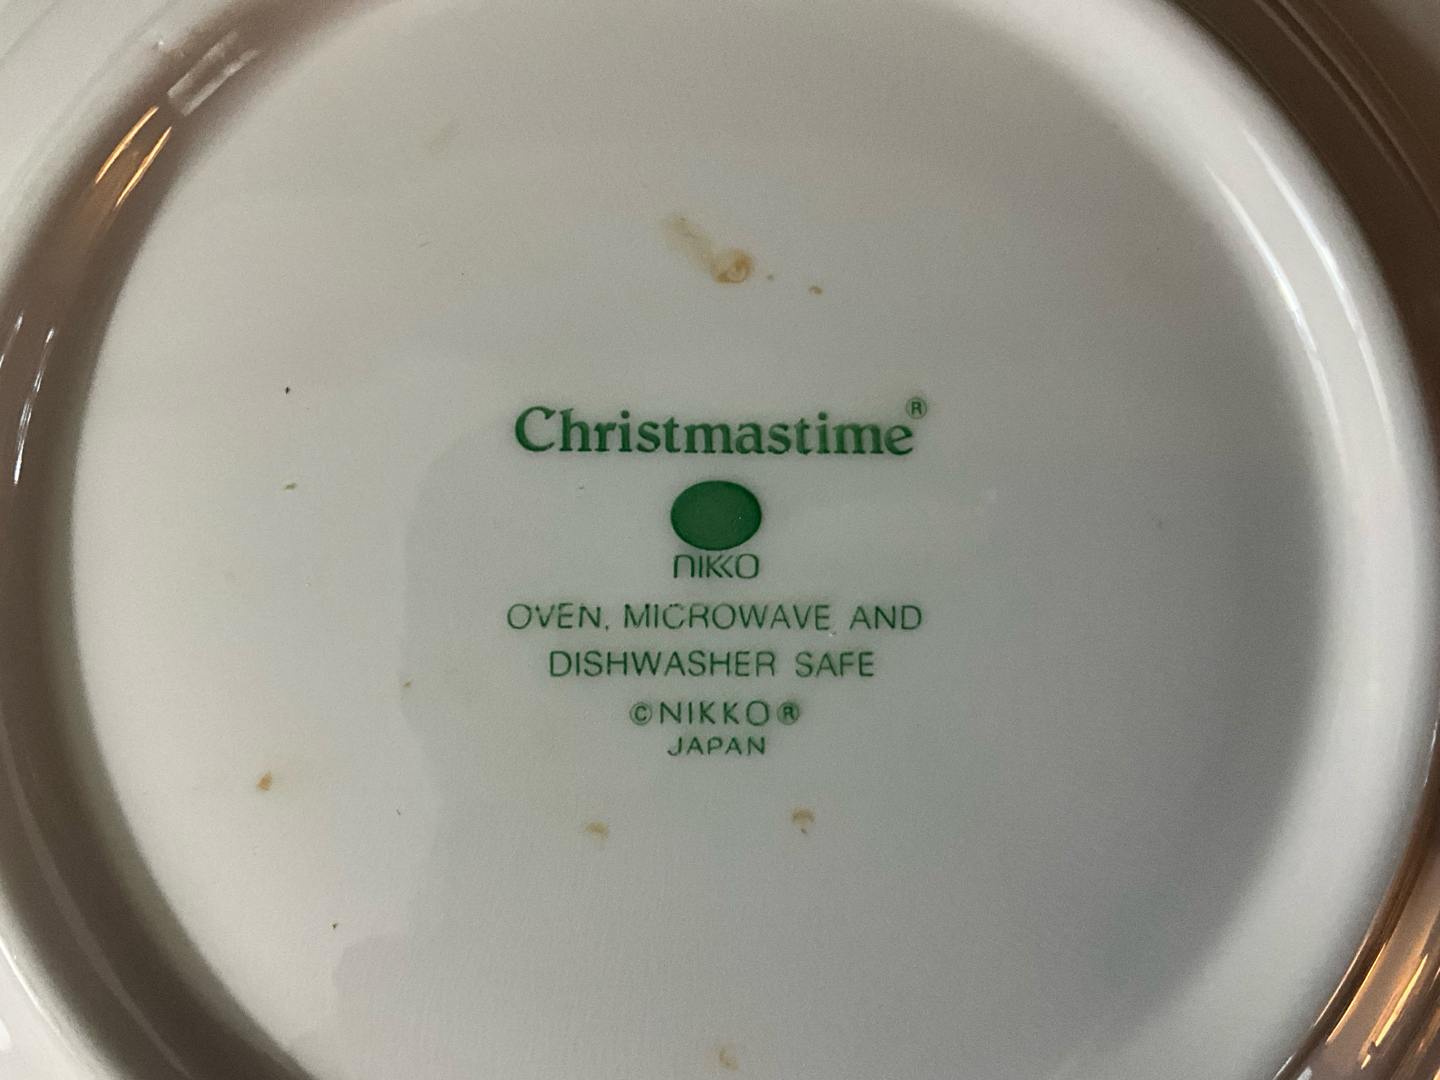 Christmastime®
NIKKO
OVEN, MICROWAVE AND
DISHWASHER SAFE
©NIKKO®
JAPAN